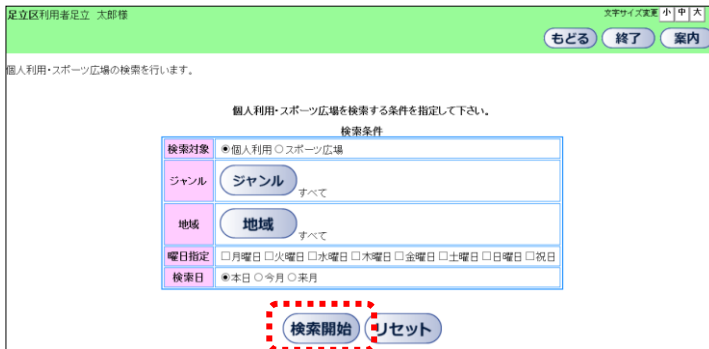 足立区利用者足立 太郎様
文字サイズ変更 小 中 大
もどる 終了 案内
個人利用・スポーツ広場の検索を行います。
個人利用・スポーツ広場を検索する条件を指定して下さい。
検索条件
検索対象 ◉個人利用○スポーツ広場
ジャンル ジャンル すべて
地域 地域 すべて
曜日指定 □月曜日□火曜日□水曜日□木曜日□金曜日□土曜日□日曜日□祝日
検索日 ◉本日○今月○来月
検索開始 リセット